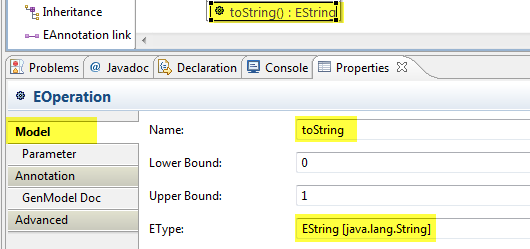 Inheritance
toString() : EString
EAnnotation link
Problems @ Javadoc Declaration Console Properties
EOperation
Model
Name: toString
Parameter
Lower Bound: 0
Annotation
GenModel Doc
Upper Bound: 1
Advanced
EType: EString [java.lang.String]